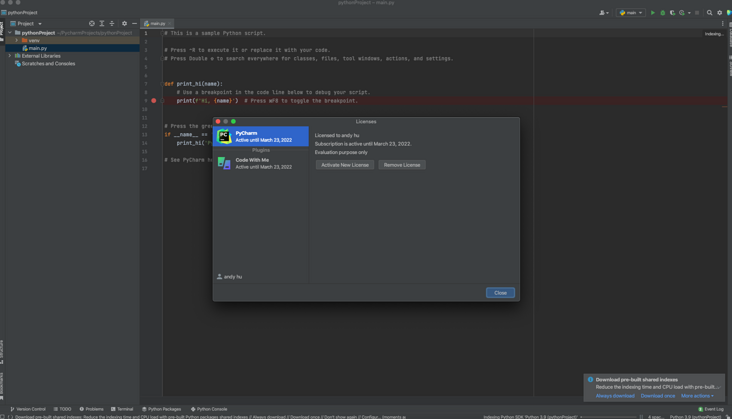 pythonProject – main.py
pythonProject
main
Project
main.py
pythonProject ~/PycharmProjects/pythonProject
venv
main.py
External Libraries
Scratches and Consoles
Indexing...
1 # This is a sample Python script.
2
3 # Press ^R to execute it or replace it with your code.
4 # Press Double ⇧ to search everywhere for classes, files, tool windows, actions, and settings.
5
6
7 def print_hi(name):
8 # Use a breakpoint in the code line below to debug your script.
9 print(f'Hi, {name}') # Press ⌘F8 to toggle the breakpoint.
10
11
12 # Press the gre
13 if __name__ ==
14 print_hi('P
15
16 # See PyCharm h
17
Licenses
PyCharm
Active until March 23, 2022
Plugins
Code With Me
Active until March 23, 2022
andy hu
Licensed to andy hu
Subscription is active until March 23, 2022.
Evaluation purpose only
Activate New License
Remove License
Close
Structure
Download pre-built shared indexes
Reduce the indexing time and CPU load with pre-built...
Always download
Download once
More actions
Version Control
TODO
Problems
Terminal
Python Packages
Python Console
Event Log
Download pre-built shared indexes: Reduce the indexing time and CPU load with pre-built Python packages shared indexes // Always download // Download once // Don't show again // Configur... (moments a
Indexing Python SDK 'Python 3.9 (pythonProject)'
4 spac...
Python 3.9 (pythonProject)